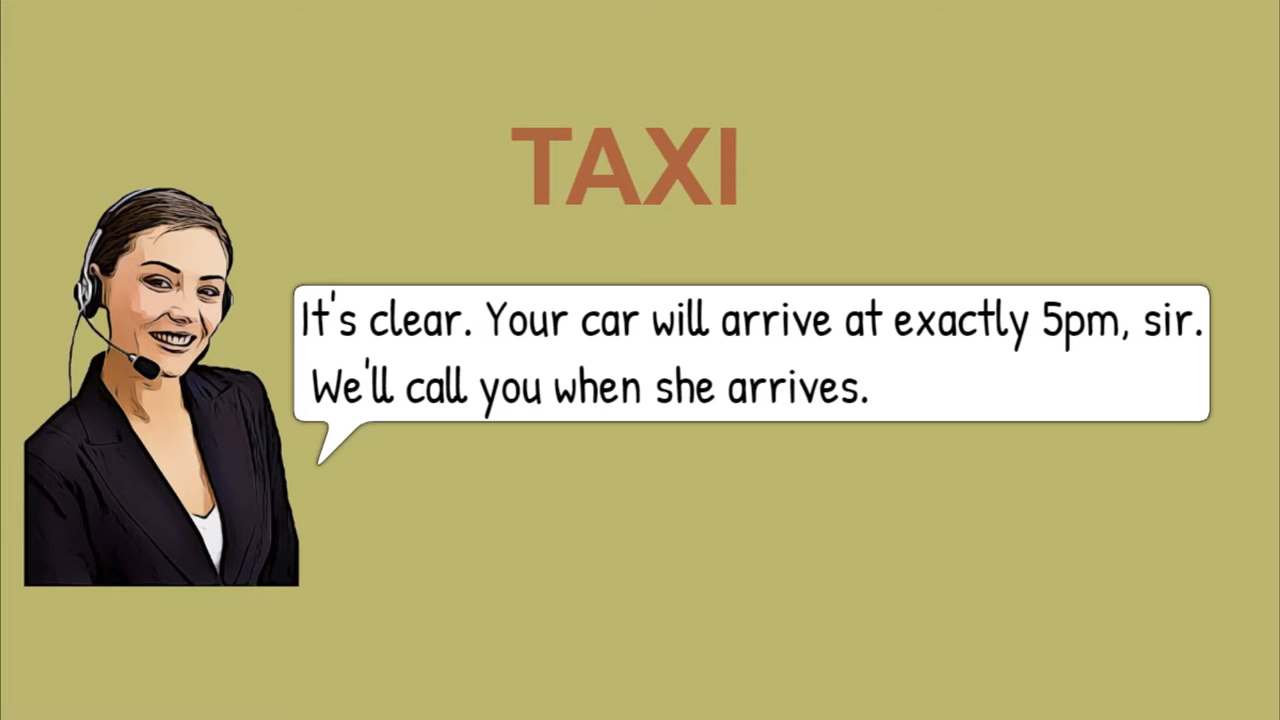 TAXI
It's clear. Your car will arrive at exactly 5pm, sir.
We'll call you when she arrives.